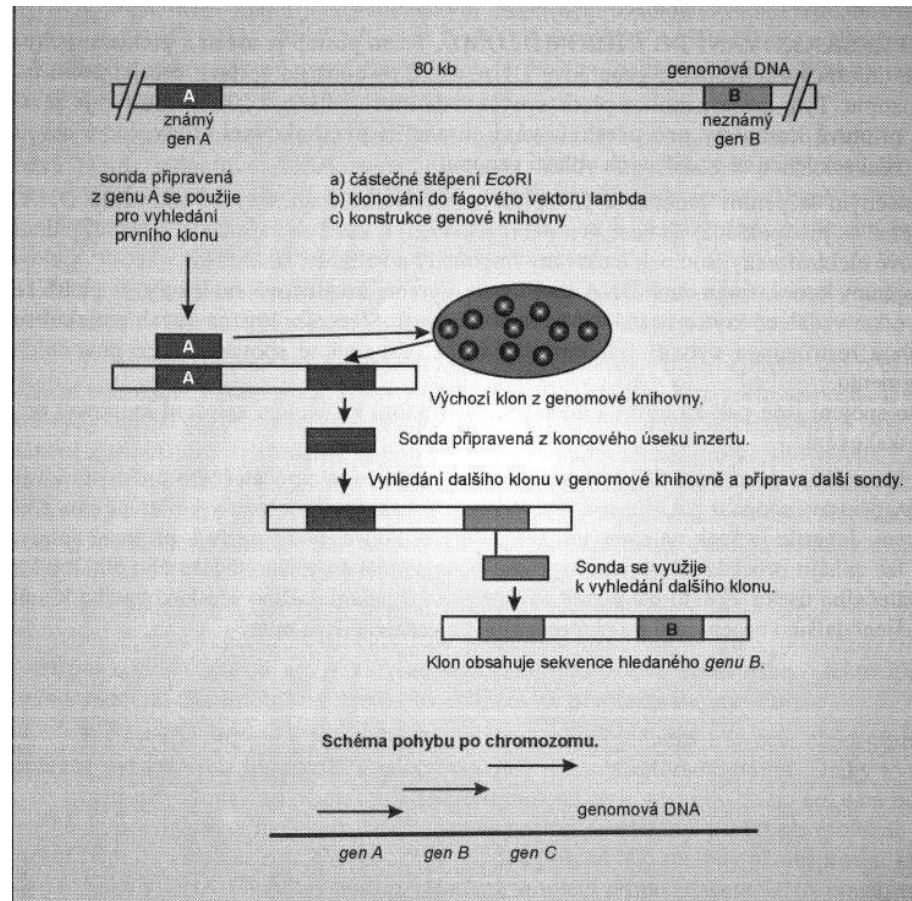 80 kb
genomová DNA
A
B
známý
gen A
neznámý
gen B
sonda připravená
z genu A se použije
pro vyhledání
prvního klonu
a) částečné štěpení EcoRI
b) klonování do fágového vektoru lambda
c) konstrukce genové knihovny
A
A
Výchozí klon z genomové knihovny.
Sonda připravená z koncového úseku inzertu.
Vyhledání dalšího klonu v genomové knihovně a příprava další sondy.
Sonda se využije
k vyhledání dalšího klonu.
B
Klon obsahuje sekvence hledaného genu B.
Schéma pohybu po chromozomu.
genomová DNA
gen A gen B gen C